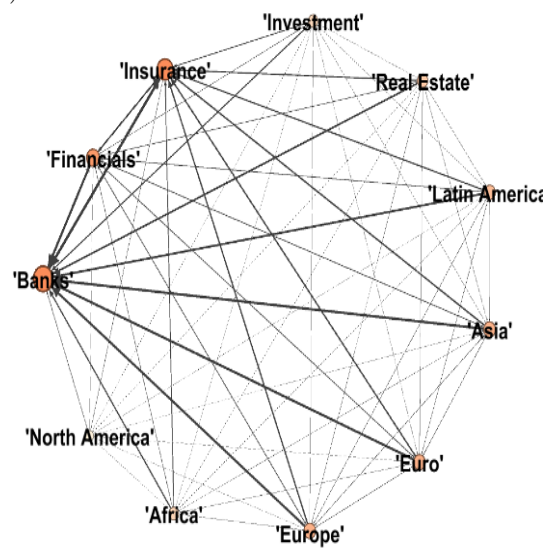 'Investment'
'Insurance'
'Real Estate'
'Financials'
'Latin America
'Banks'
'Asia'
'North America'
'Euro'
'Africa'
'Europe'